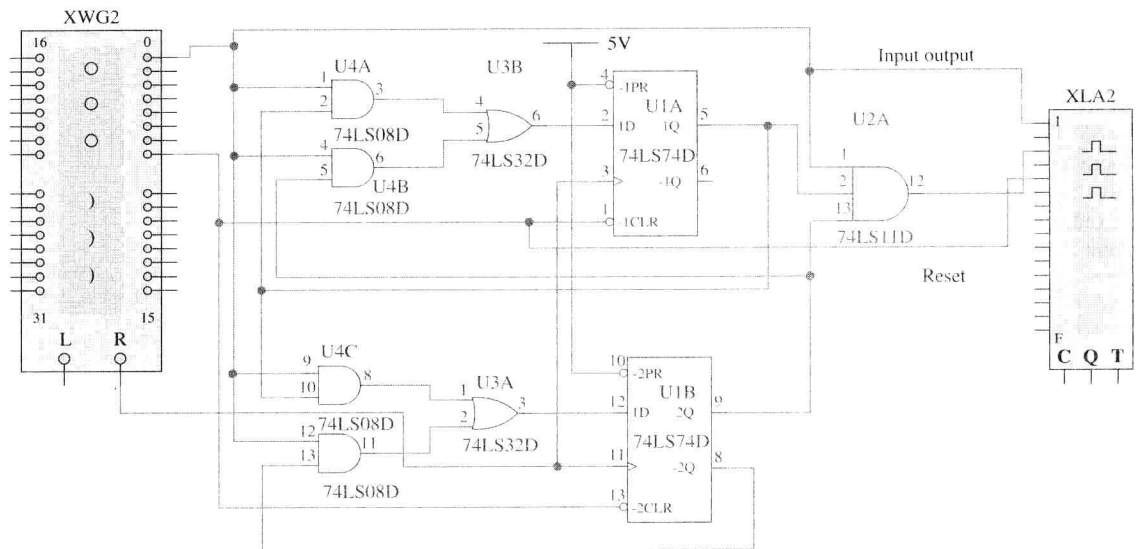 XWG2
16 0
31 15
L R
U4A
1
2
3
74LS08D
4
5
6
U4B
74LS08D
U3B
4
5
6
74LS32D
5V
4
-1PR
U1A
2
1D
1Q
5
74LS74D
3
-1Q
6
1
-1CLR
U2A
1
2
13
12
74LS11D
Input output
Reset
XLA2
1
F
C Q T
U4C
9
10
8
74LS08D
12
13
11
74LS08D
U3A
1
2
3
74LS32D
10
-2PR
U1B
12
1D
2Q
9
74LS74D
11
-2Q
8
13
-2CLR